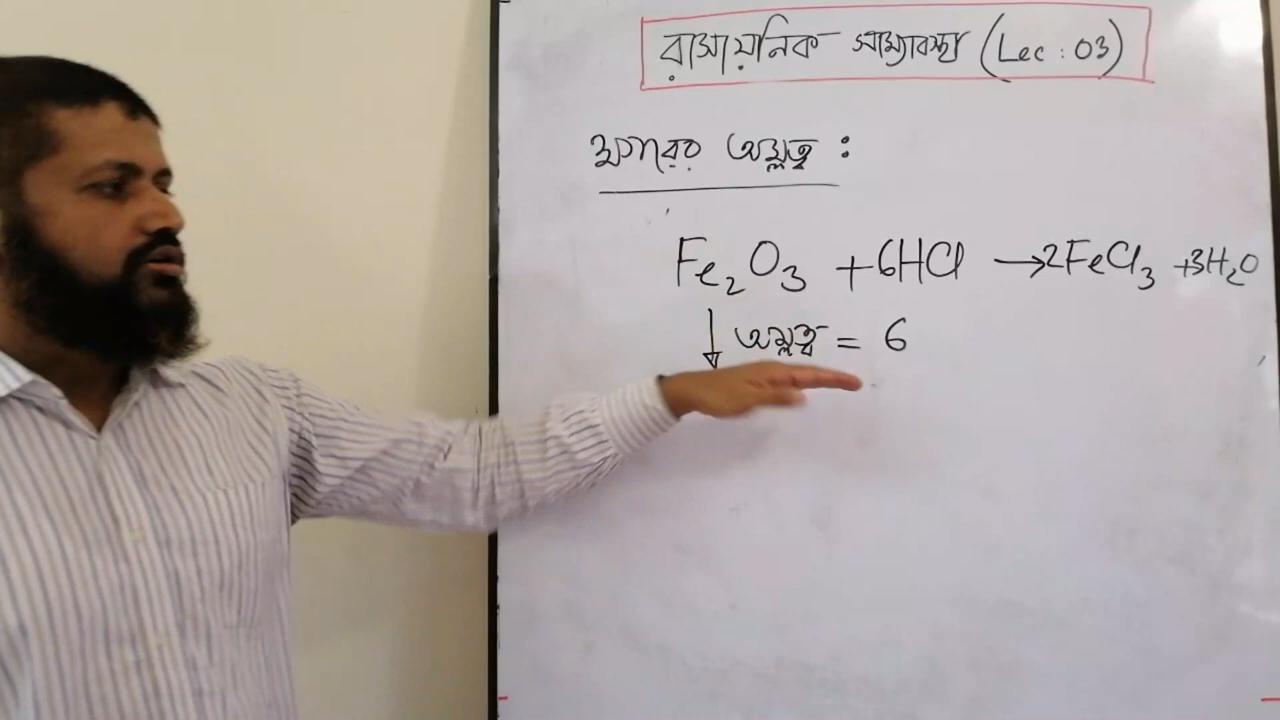 রাসায়নিক সাম্যাবস্থা (Lec : 03)
ক্ষারের অম্লত্ব :
Fe₂O₃ + 6HCl → 2FeCl₃ + 3H₂O
↓ অম্লত্ব = 6